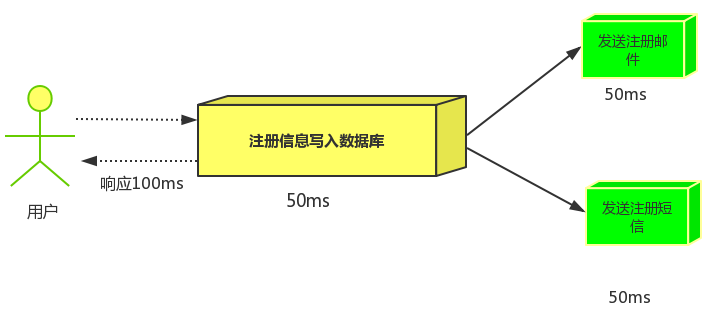 发送注册邮
件
50ms
注册信息写入数据库
响应100ms
50ms
用户
发送注册短
信
50ms